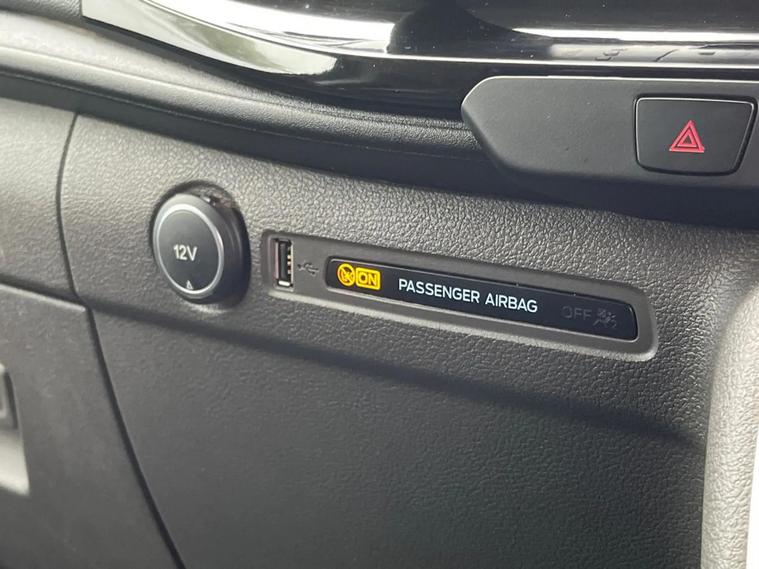 12V
ON PASSENGER AIRBAG OFF